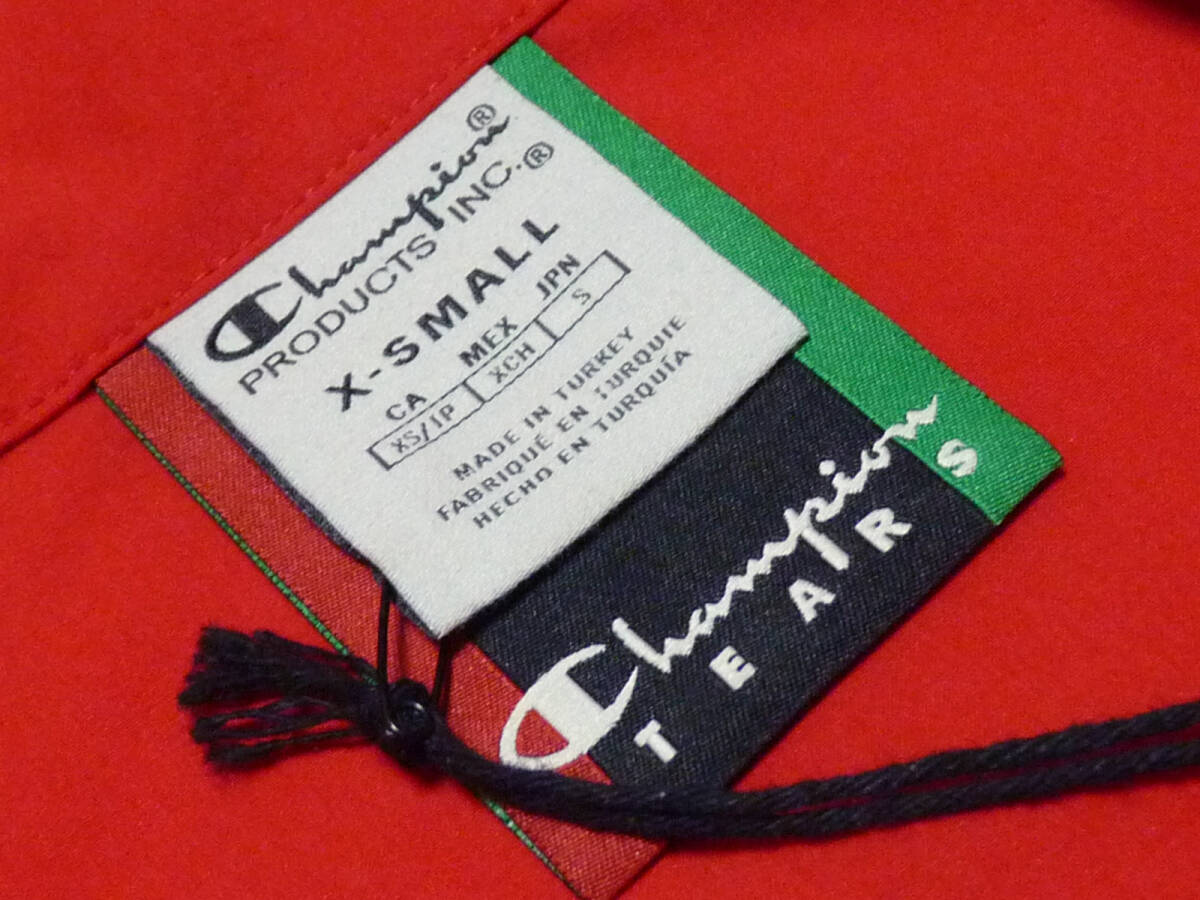 Champion®
PRODUCTS INC.®
X-SMALL
CA MEX JPN
XS/TP XCH S
MADE IN TURKEY
FABRIQUÉ EN TURQUIE
HECHO EN TURQUÍA
Champion
TEARS